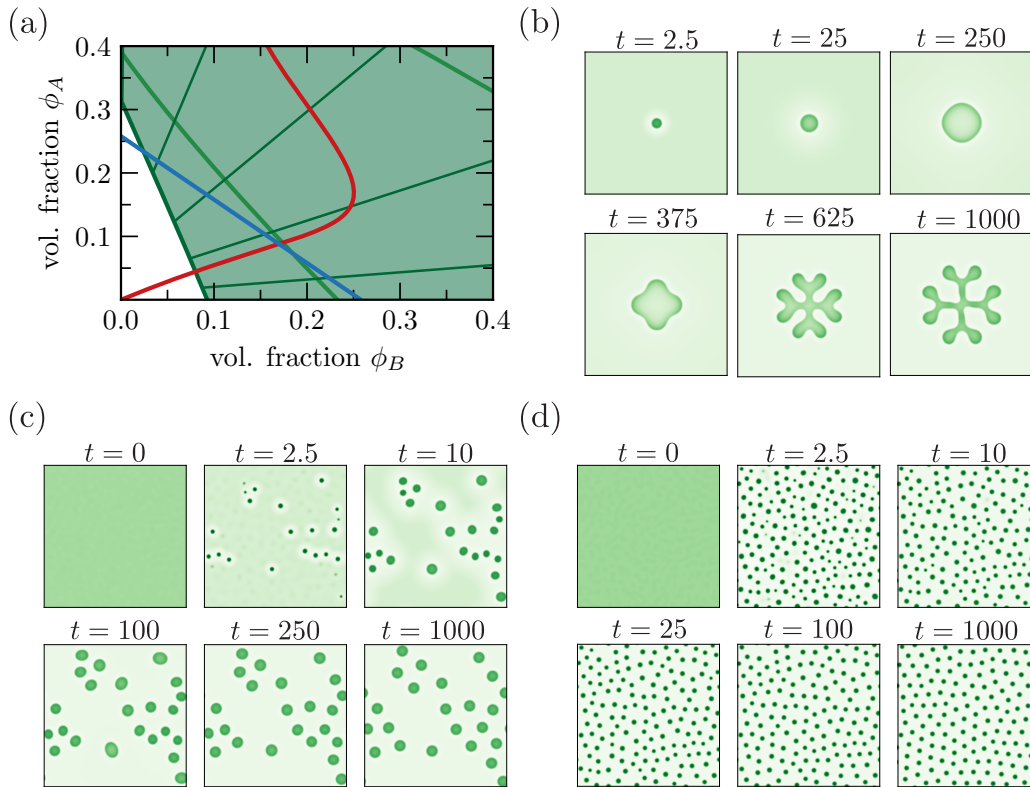 (a)
vol. fraction ϕ_A
0.4
0.3
0.2
0.1
0.0
0.1
0.2
0.3
0.4
vol. fraction ϕ_B
(b)
t = 2.5
t = 25
t = 250
t = 375
t = 625
t = 1000
(c)
t = 0
t = 2.5
t = 10
t = 100
t = 250
t = 1000
(d)
t = 0
t = 2.5
t = 10
t = 25
t = 100
t = 1000